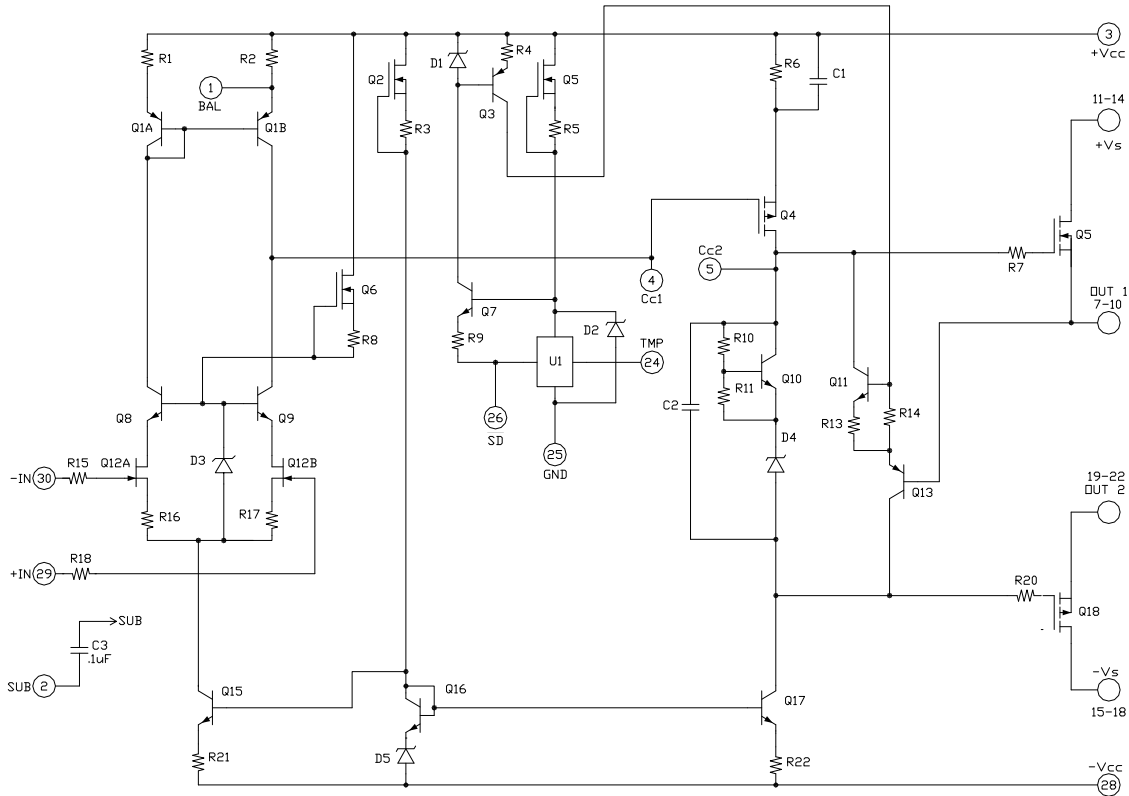 R1
R2
1
BAL
Q1A
Q1B
Q2
R3
D1
R4
Q3
Q5
R5
R6
C1
3
+Vcc
11-14
+Vs
Q4
Cc2
5
4
Cc1
R7
Q5
Q6
R8
Q7
R9
D2
U1
TMP
24
26
SD
25
GND
OUT 1
7-10
R10
R11
Q10
C2
D4
Q11
R13
R14
Q13
Q8
Q9
D3
Q12A
Q12B
-IN 30 R15
R16
R17
+IN 29 R18
19-22
OUT 2
R20
Q18
SUB
C3
.1uF
SUB 2
-Vs
15-18
Q15
Q16
Q17
R21
D5
R22
-Vcc
28